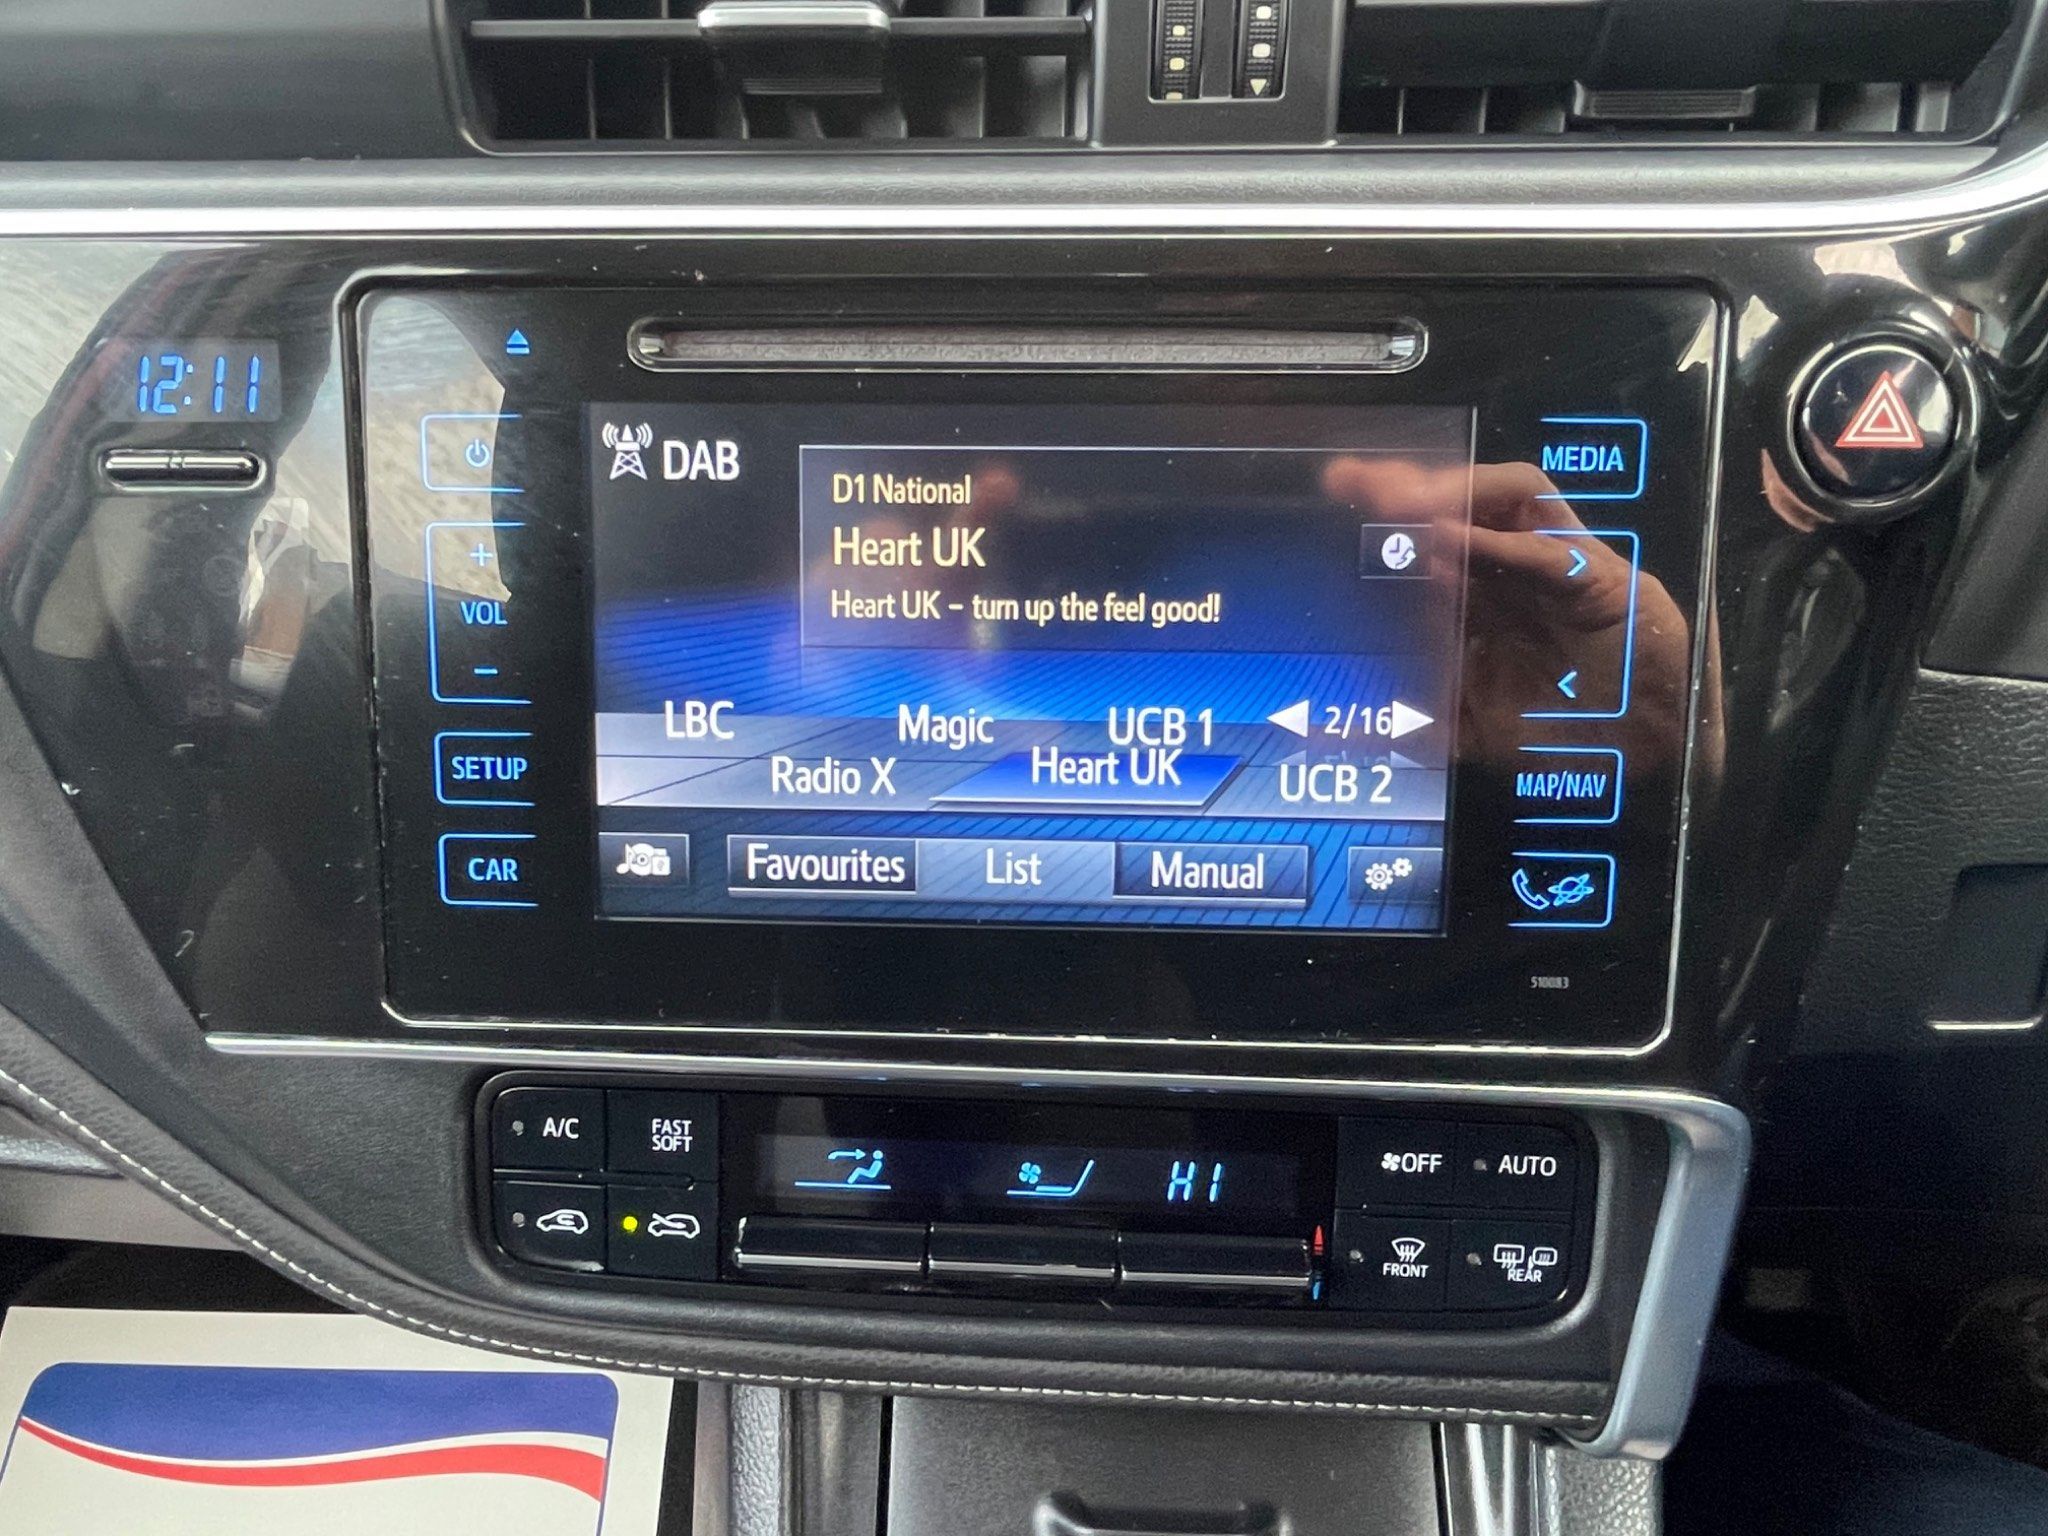 12:11
VOL
SETUP
CAR
DAB
D1 National
Heart UK
Heart UK – turn up the feel good!
LBC Magic UCB 1 2/16
Radio X Heart UK UCB 2
Favourites List Manual
MEDIA
MAP/NAV
510083
A/C
FAST
SOFT
HI
OFF
AUTO
FRONT
REAR